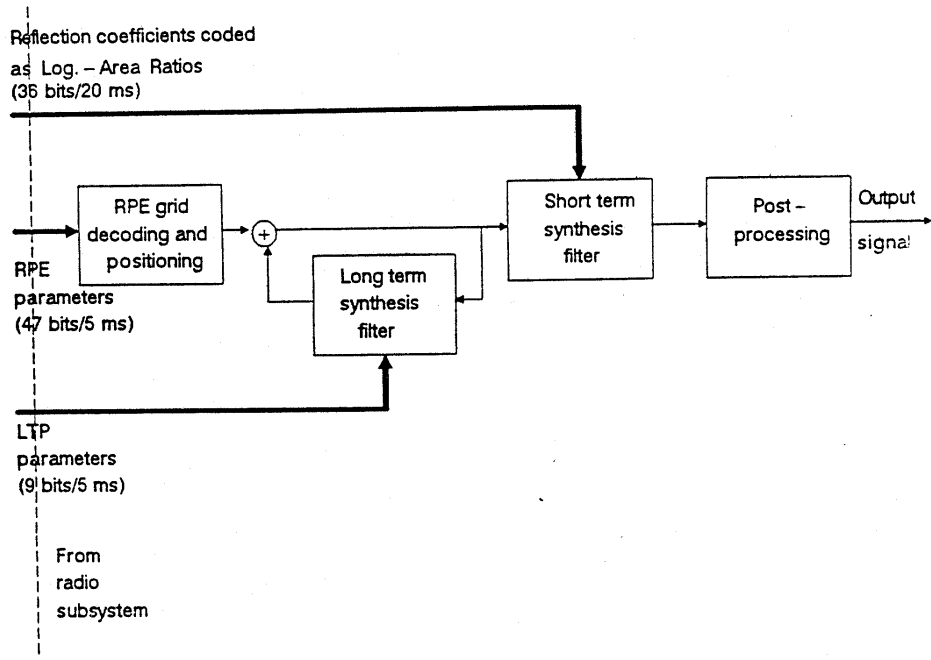 Reflection coefficients coded
as Log. – Area Ratios
(36 bits/20 ms)
RPE grid
decoding and
positioning
+
Short term
synthesis
filter
Post –
processing
Output
signal
RPE
parameters
(47 bits/5 ms)
Long term
synthesis
filter
LTP
parameters
(9 bits/5 ms)
From
radio
subsystem